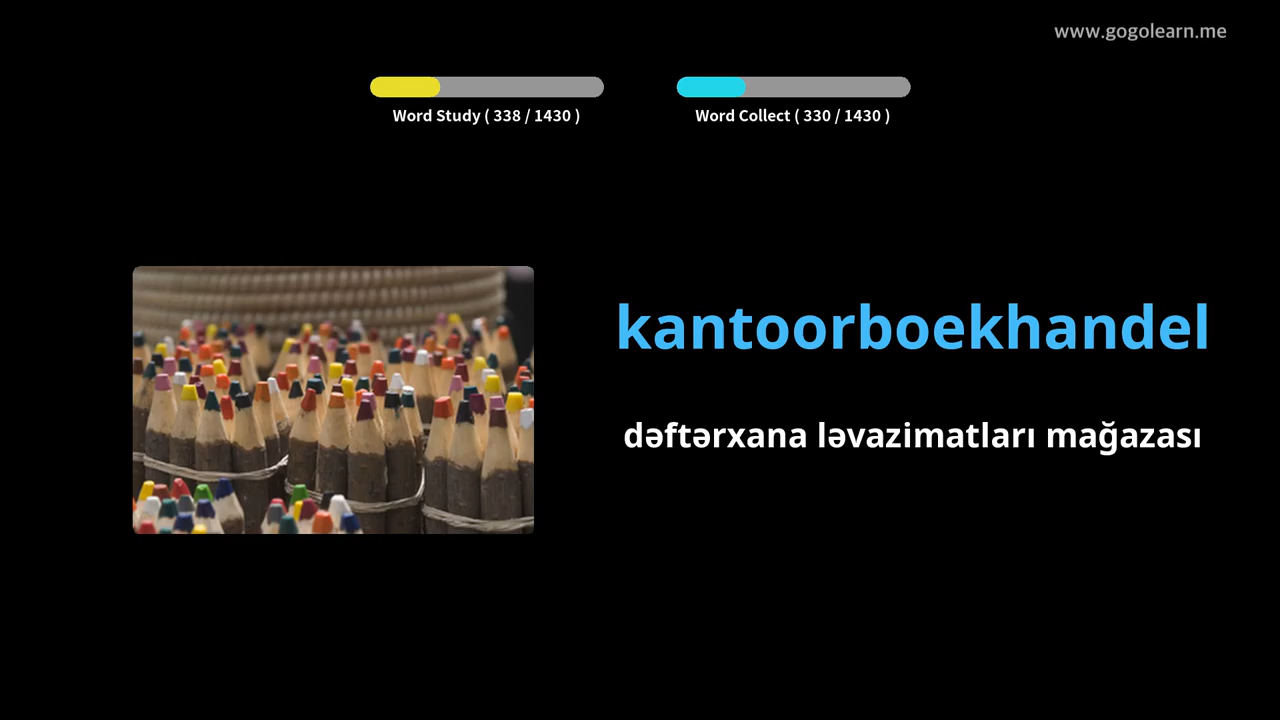 www.gogolearn.me
Word Study ( 338 / 1430 )
Word Collect ( 330 / 1430 )
kantoorboekhandel
dəftərxana ləvazimatları mağazası